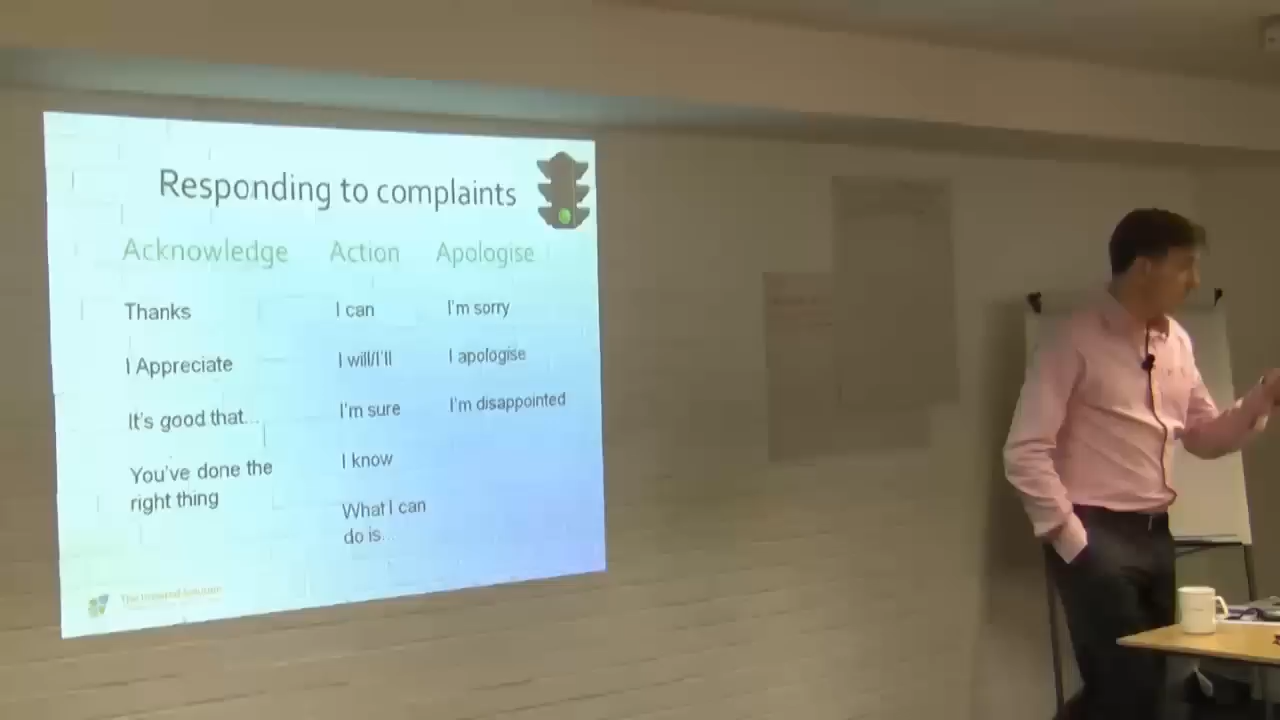 Responding to complaints
Acknowledge
Thanks
I Appreciate
It's good that...
You've done the
right thing
Action
I can
I will/I'll
I'm sure
I know
What I can
do is...
Apologise
I'm sorry
I apologise
I'm disappointed